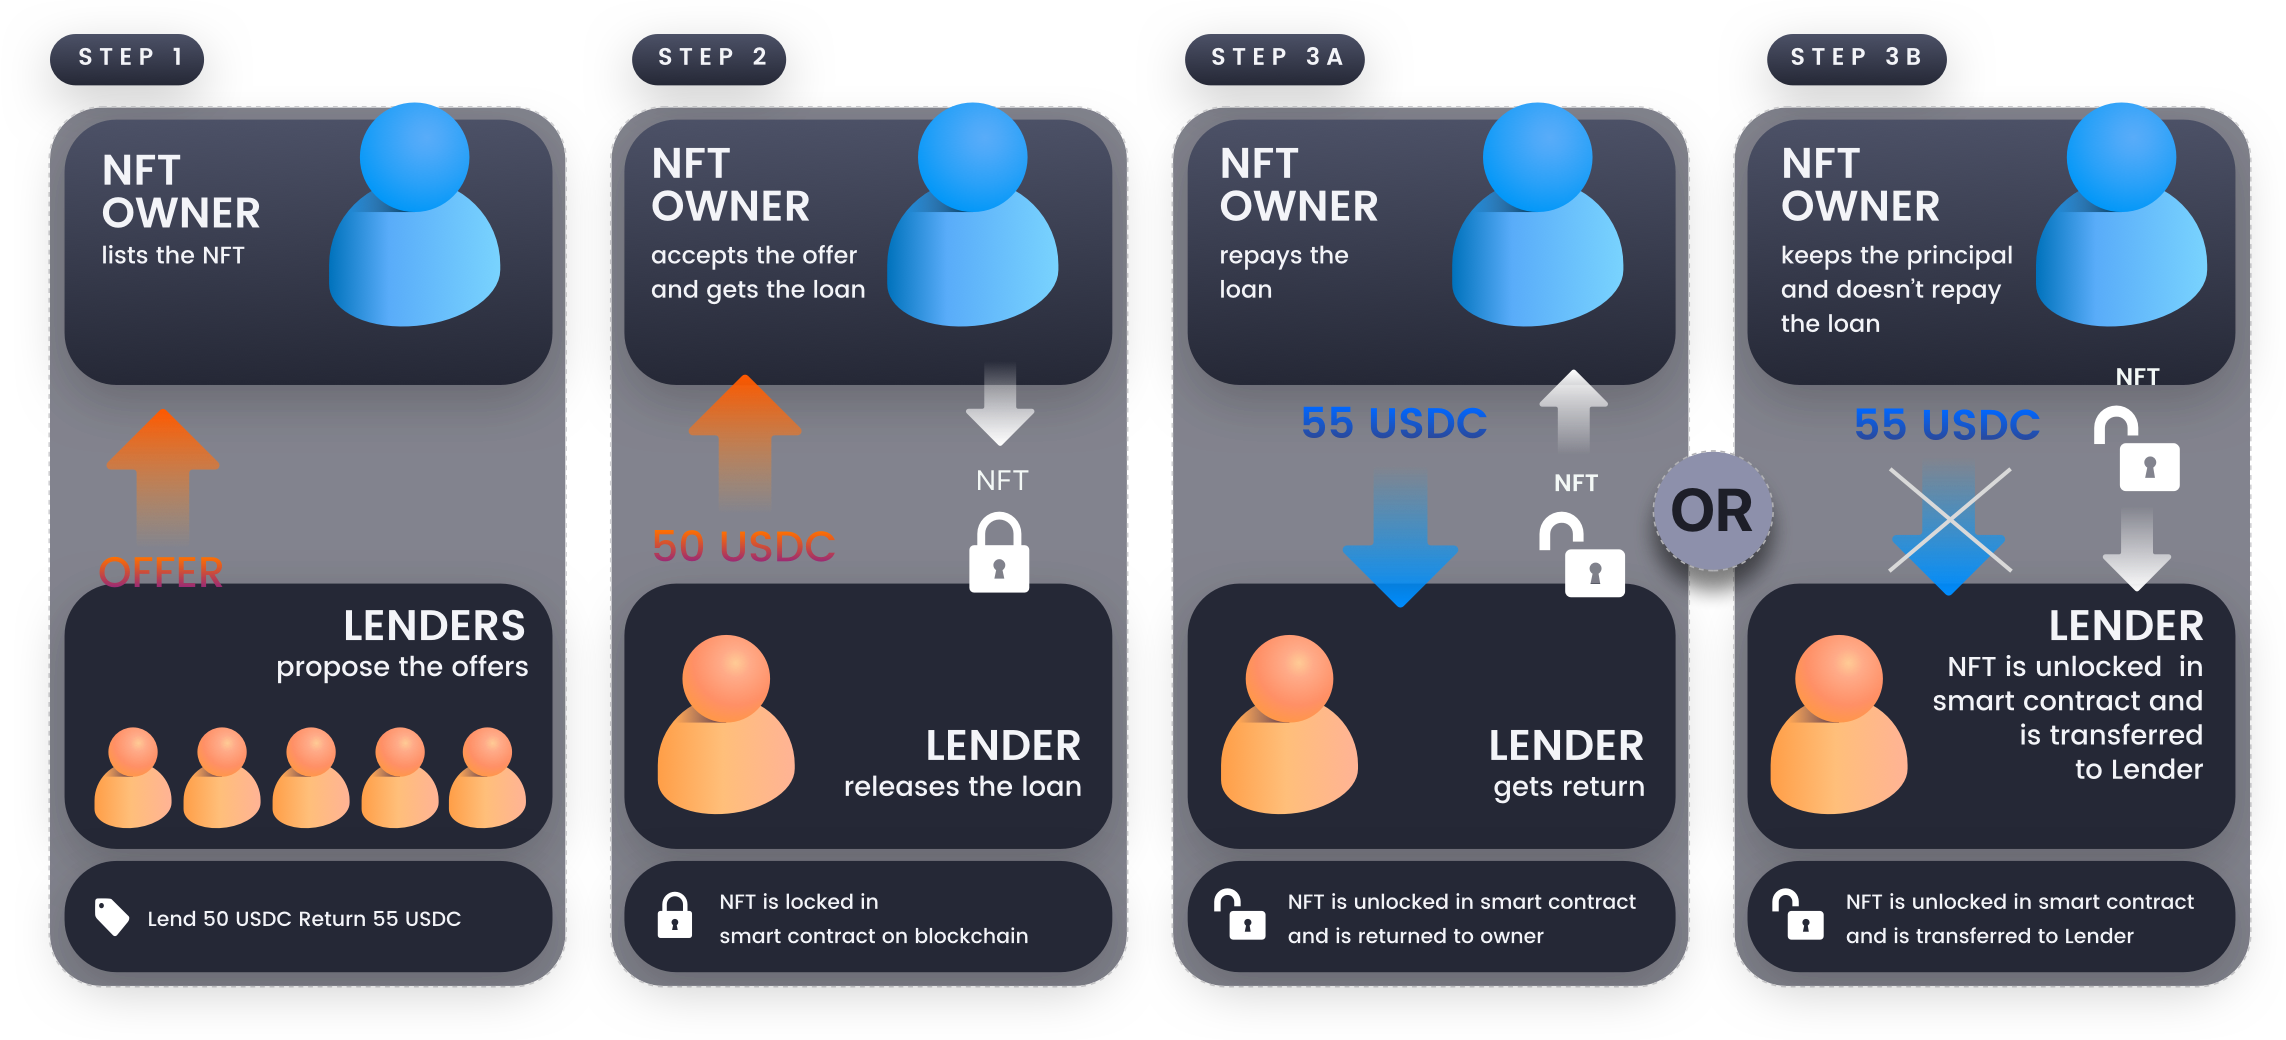 STEP 1
NFT
OWNER
lists the NFT
OFFER
LENDERS
propose the offers
Lend 50 USDC Return 55 USDC
STEP 2
NFT
OWNER
accepts the offer
and gets the loan
NFT
50 USDC
LENDER
releases the loan
NFT is locked in
smart contract on blockchain
STEP 3A
NFT
OWNER
repays the
loan
55 USDC
NFT
LENDER
gets return
NFT is unlocked in smart contract
and is returned to owner
OR
STEP 3B
NFT
OWNER
keeps the principal
and doesn’t repay
the loan
NFT
55 USDC
LENDER
NFT is unlocked  in
smart contract and
is transferred
to Lender
NFT is unlocked in smart contract
and is transferred to Lender